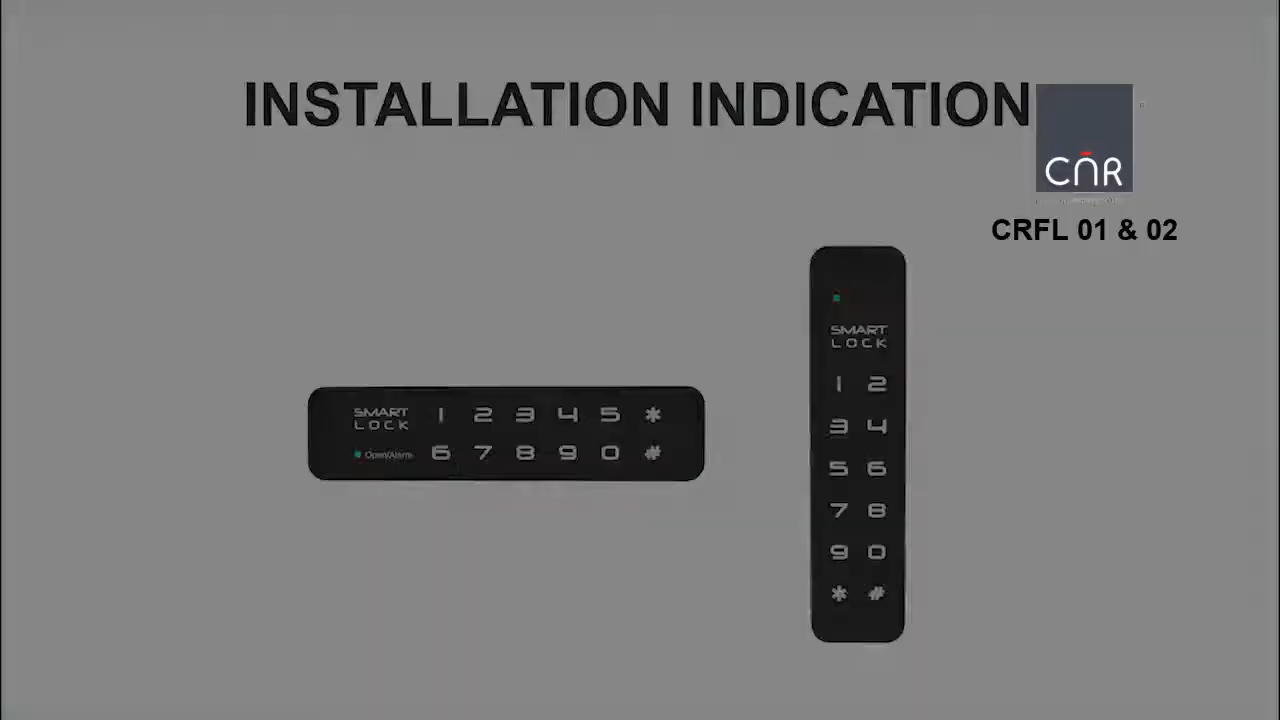 INSTALLATION INDICATION
CNR
CRFL 01 & 02
SMART
LOCK
1 2 3 4 5 *
Open/Alarm
6 7 8 9 0 #
SMART
LOCK
1 2
3 4
5 6
7 8
9 0
* #